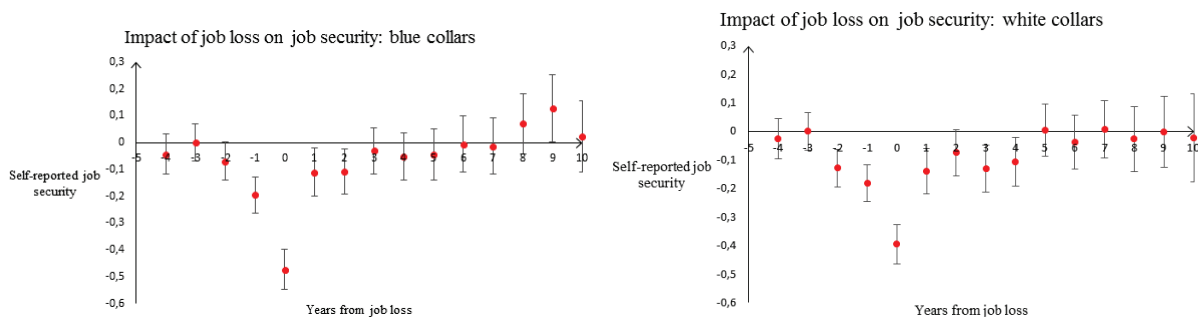 Impact of job loss on job security: blue collars
0,3
0,2
0,1
0
-0,1
-0,2
-0,3
-0,4
-0,5
-0,6
-5 -4 -3 -2 -1 0 1 2 3 4 5 6 7 8 9 10
Self-reported job
security
Years from job loss
Impact of job loss on job security: white collars
0,3
0,2
0,1
0
-0,1
-0,2
-0,3
-0,4
-0,5
-0,6
-5 -4 -3 -2 -1 0 1 2 3 4 5 6 7 8 9 10
Self-reported job
security
Years from job loss